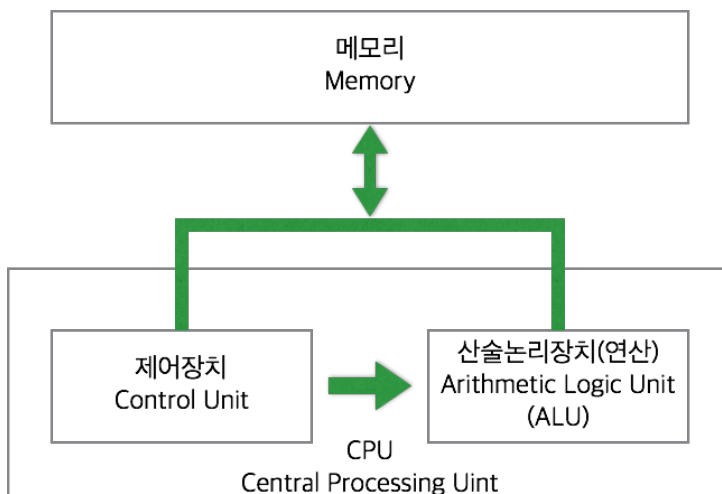 메모리
Memory
제어장치
Control Unit
산술논리장치(연산)
Arithmetic Logic Unit
(ALU)
CPU
Central Processing Uint